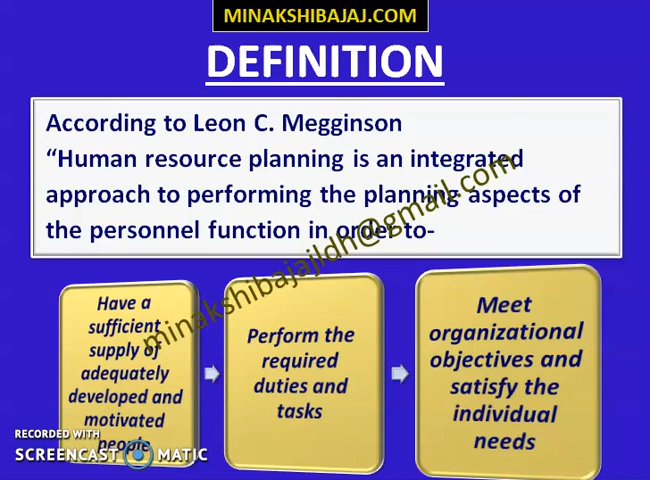 MINAKSHIBAJAJ.COM
DEFINITION
According to Leon C. Megginson
“Human resource planning is an integrated
approach to performing the planning aspects of
the personnel function in order to-
minakshibajajldh@gmail.com
Have a
sufficient
supply of
adequately
developed and
motivated
people
Perform the
required
duties and
tasks
Meet
organizational
objectives and
satisfy the
individual
needs
RECORDED WITH
SCREENCAST MATIC